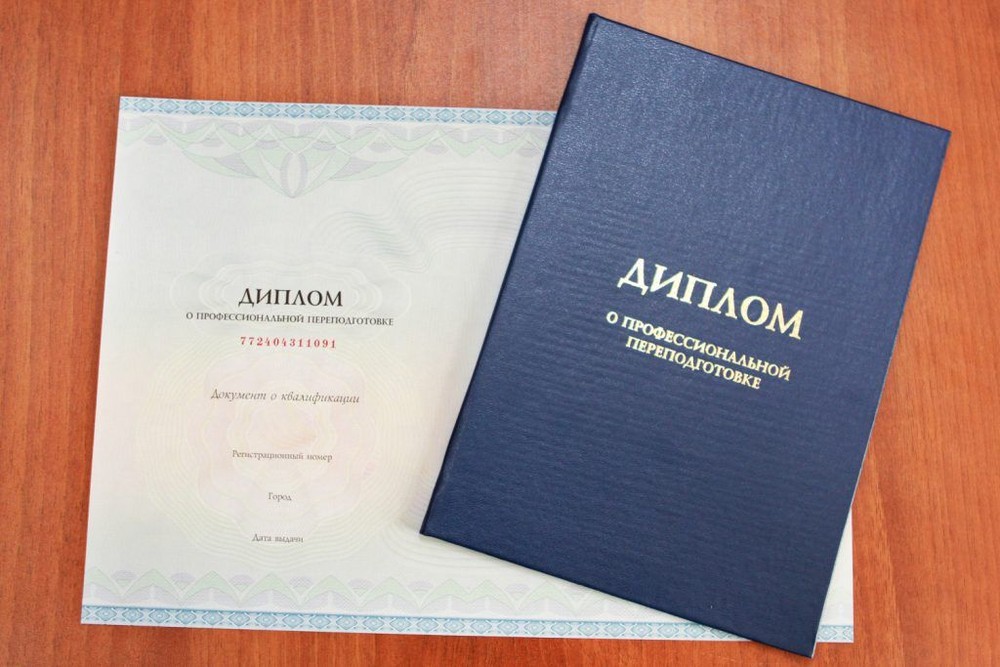 ДИПЛОМ
О ПРОФЕССИОНАЛЬНОЙ ПЕРЕПОДГОТОВКЕ
772404311091
Документ о квалификации
Регистрационный номер
Город
Дата выдачи
ДИПЛОМ
О ПРОФЕССИОНАЛЬНОЙ
ПЕРЕПОДГОТОВКЕ